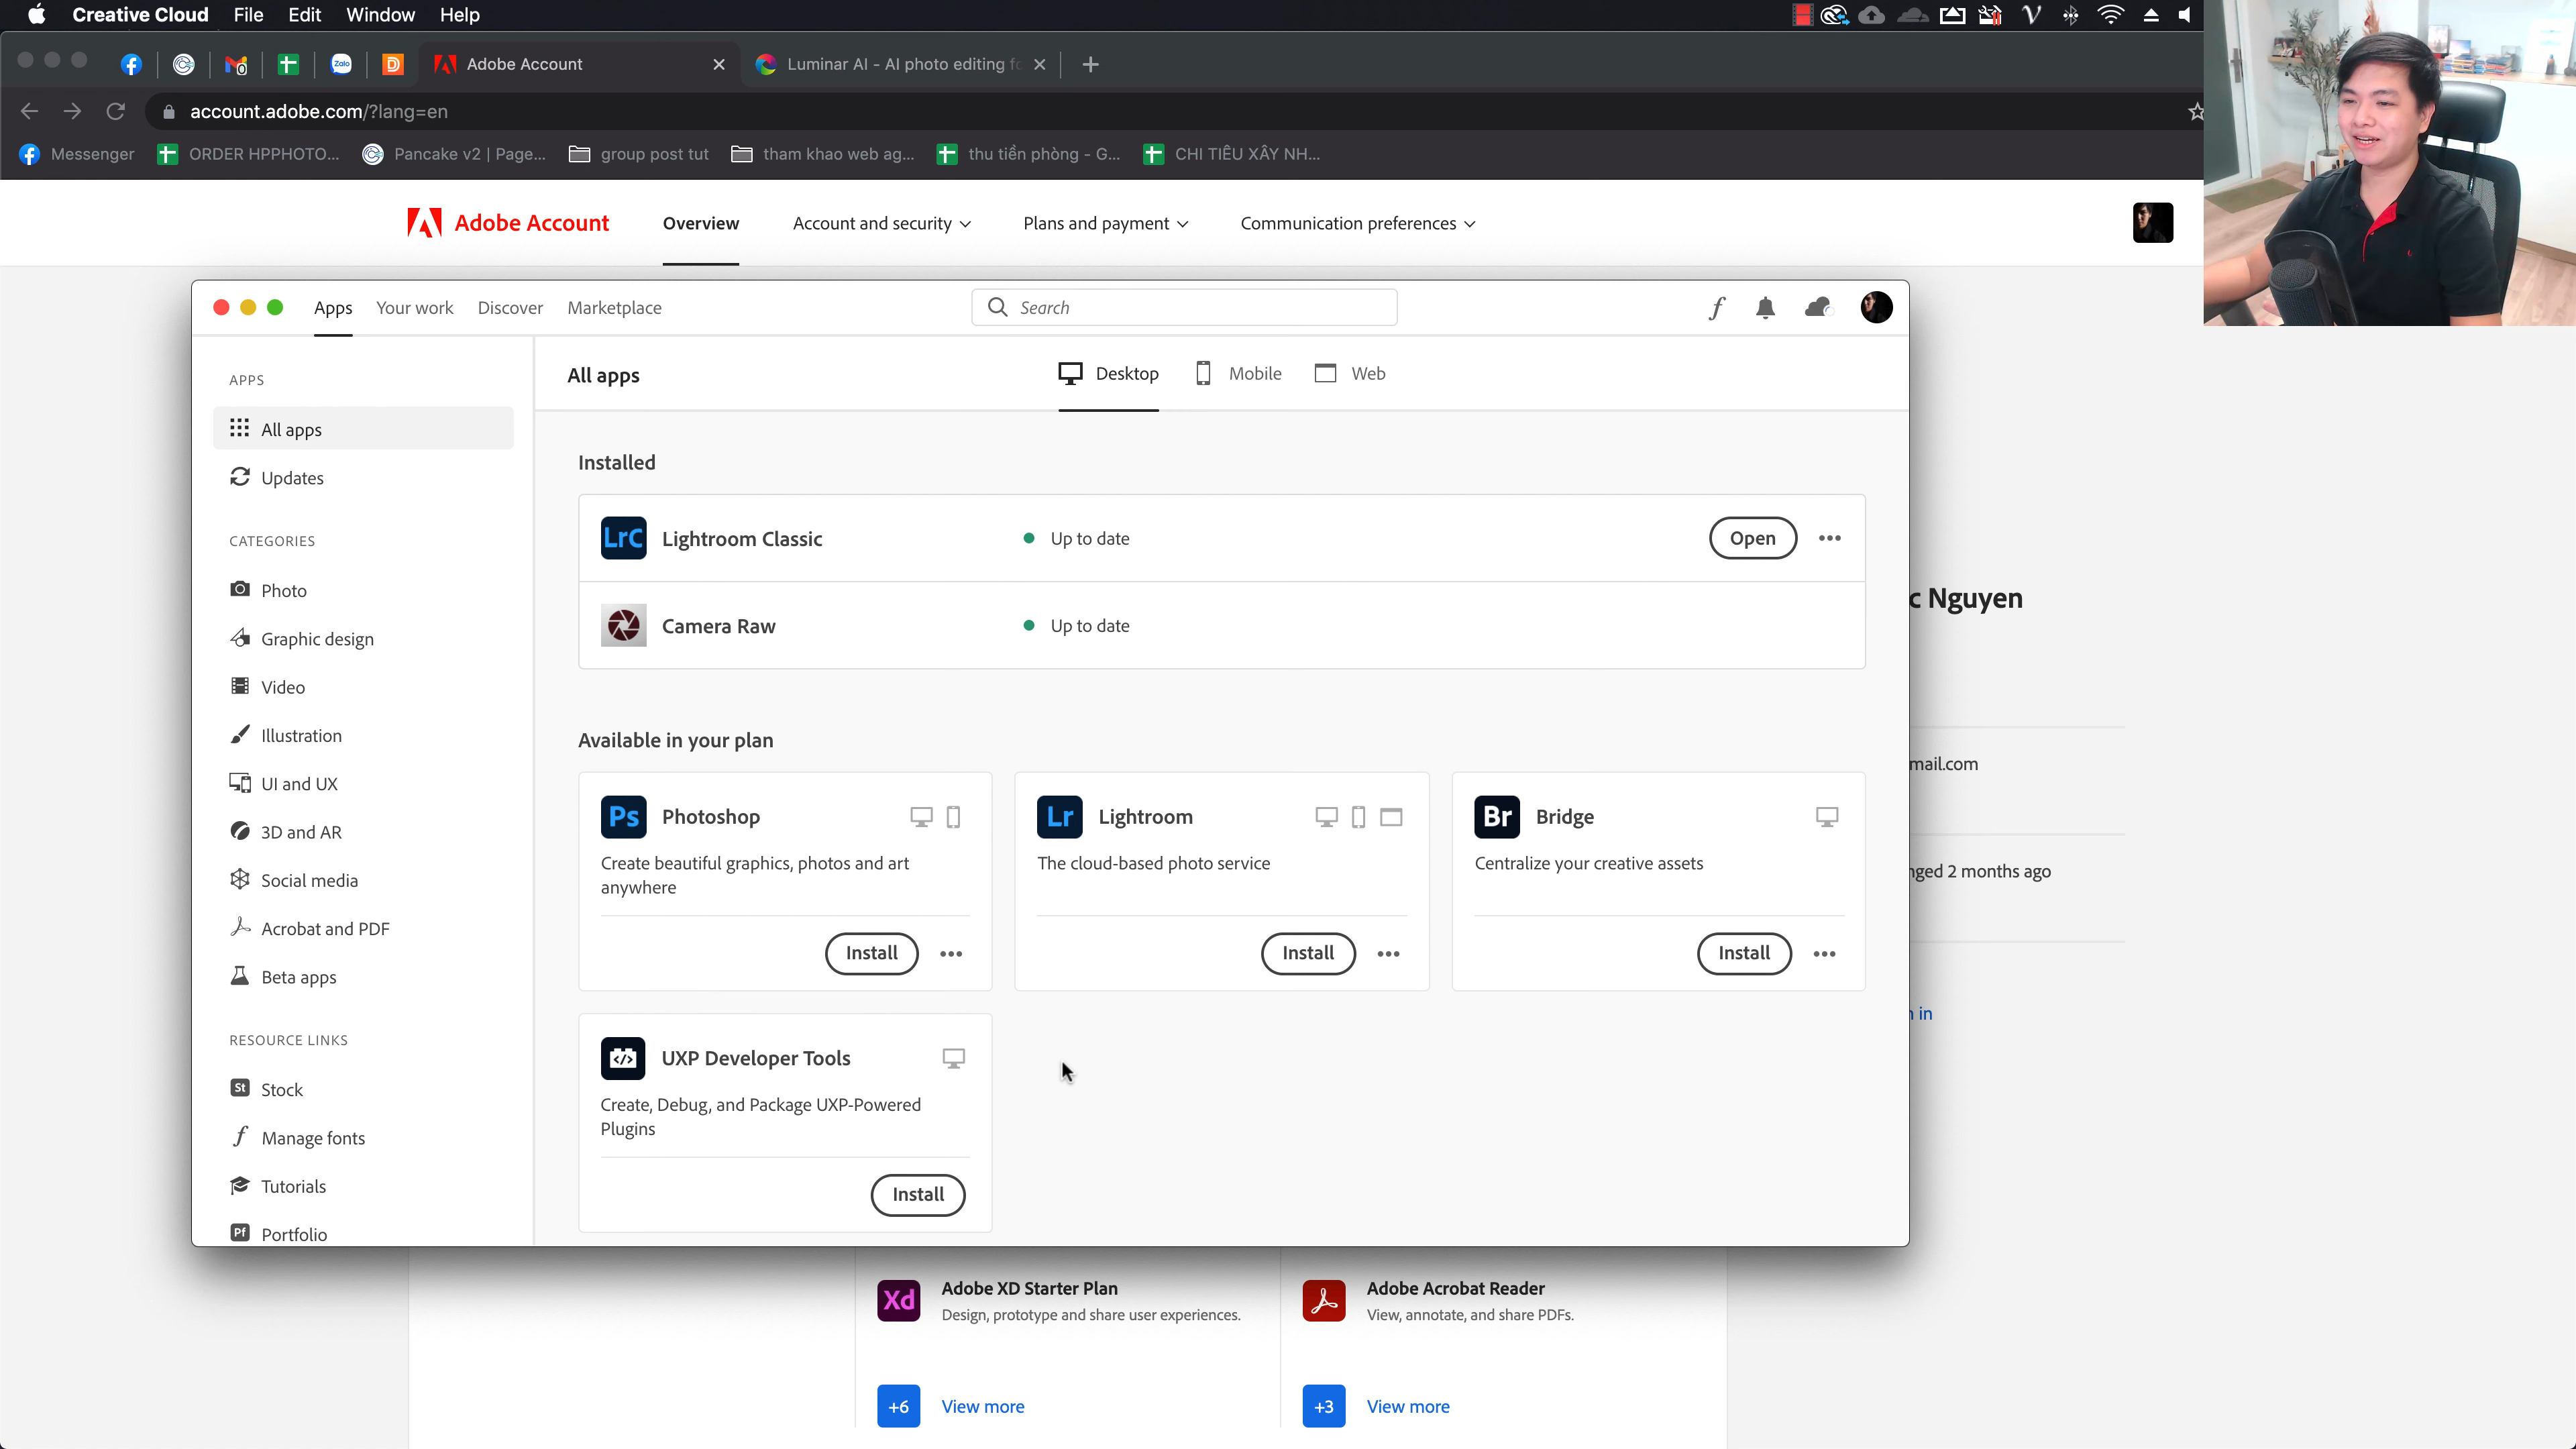 Creative Cloud File Edit Window Help
Adobe Account
Luminar AI - AI photo editing fo
account.adobe.com/?lang=en
Messenger
ORDER HPPHOTO...
Pancake v2 | Page...
group post tut
tham khao web ag...
thu tiền phòng - G...
CHI TIÊU XÂY NH...
Zalo
Adobe Account
Overview
Account and security
Plans and payment
Communication preferences
Apps
Your work
Discover
Marketplace
Search
APPS
All apps
Updates
CATEGORIES
Photo
Graphic design
Video
Illustration
UI and UX
3D and AR
Social media
Acrobat and PDF
Beta apps
RESOURCE LINKS
St Stock
Manage fonts
Tutorials
Pf Portfolio
All apps
Desktop
Mobile
Web
Installed
LrC Lightroom Classic
Up to date
Open
Camera Raw
Up to date
Available in your plan
Ps Photoshop
Create beautiful graphics, photos and art
anywhere
Install
Lr Lightroom
The cloud-based photo service
Install
Br Bridge
Centralize your creative assets
Install
UXP Developer Tools
Create, Debug, and Package UXP-Powered
Plugins
Install
c Nguyen
mail.com
nged 2 months ago
n in
Xd Adobe XD Starter Plan
Design, prototype and share user experiences.
+6 View more
Adobe Acrobat Reader
View, annotate, and share PDFs.
+3 View more